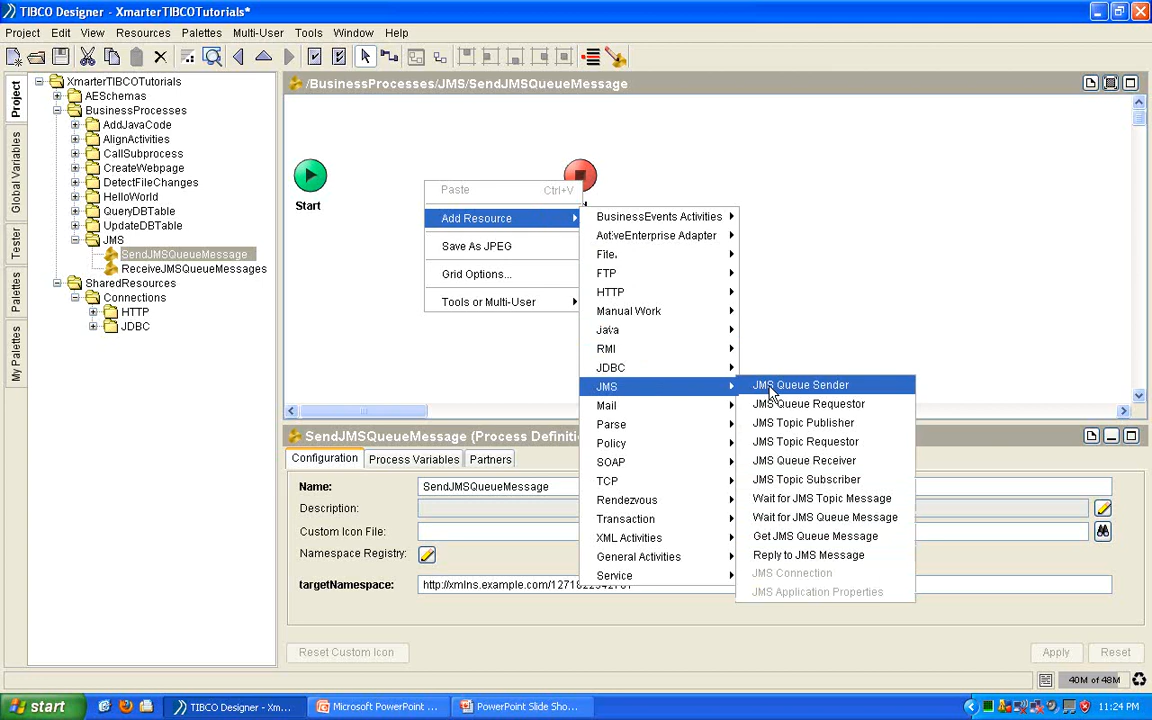 TIBCO Designer - XmarterTIBCOTutorials*
Project Edit View Resources Palettes Multi-User Tools Window Help
Project
Global Variables
Tester
Palettes
My Palettes
XmarterTIBCOTutorials
AESchemas
BusinessProcesses
AddJavaCode
AlignActivities
CallSubprocess
CreateWebpage
DetectFileChanges
HelloWorld
QueryDBTable
UpdateDBTable
JMS
SendJMSQueueMessage
ReceiveJMSQueueMessages
SharedResources
Connections
HTTP
JDBC
/BusinessProcesses/JMS/SendJMSQueueMessage
Start
Paste Ctrl+V
Add Resource
Save As JPEG
Grid Options...
Tools or Multi-User
BusinessEvents Activities
ActiveEnterprise Adapter
File
FTP
HTTP
Manual Work
Java
RMI
JDBC
JMS
Mail
Parse
Policy
SOAP
TCP
Rendezvous
Transaction
XML Activities
General Activities
Service
JMS Queue Sender
JMS Queue Requestor
JMS Topic Publisher
JMS Topic Requestor
JMS Queue Receiver
JMS Topic Subscriber
Wait for JMS Topic Message
Wait for JMS Queue Message
Get JMS Queue Message
Reply to JMS Message
JMS Connection
JMS Application Properties
SendJMSQueueMessage (Process Definiti
Configuration Process Variables Partners
Name: SendJMSQueueMessage
Description:
Custom Icon File:
Namespace Registry:
targetNamespace: http://xmlns.example.com/
Reset Custom Icon Apply Reset
40M of 48M
start TIBCO Designer - Xm... Microsoft PowerPoint ... PowerPoint Slide Sho... 11:24 PM